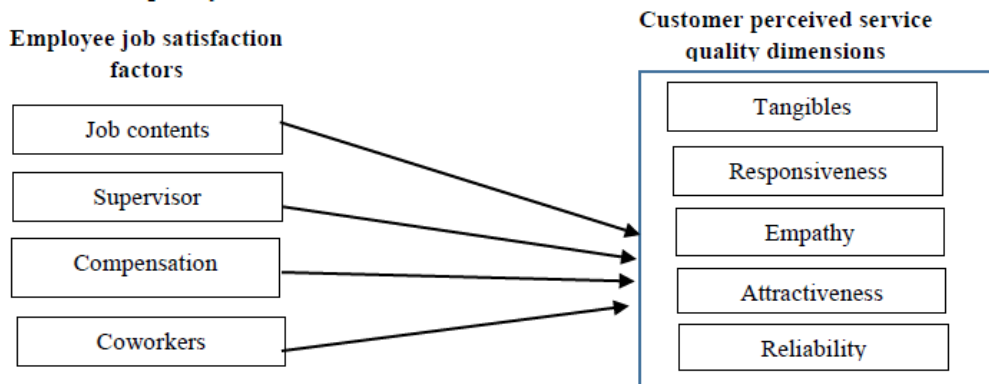 Employee job satisfaction
factors
Job contents
Supervisor
Compensation
Coworkers
Customer perceived service
quality dimensions
Tangibles
Responsiveness
Empathy
Attractiveness
Reliability